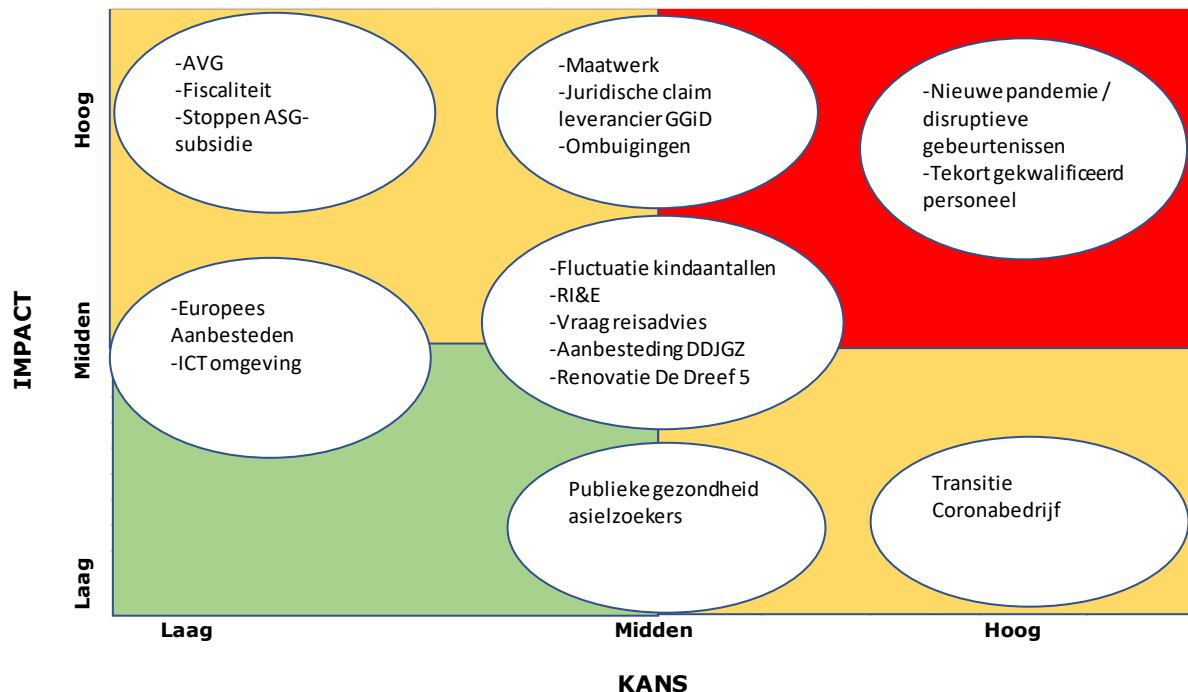 IMPACT
Hoog
Midden
Laag
-AVG
-Fiscaliteit
-Stoppen ASG-
subsidie
-Maatwerk
-Juridische claim
leverancier GGiD
-Ombuigingen
-Nieuwe pandemie /
disruptieve
gebeurtenissen
-Tekort gekwalificeerd
personeel
-Europees
Aanbesteden
-ICT omgeving
-Fluctuatie kindaantallen
-RI&E
-Vraag reisadvies
-Aanbesteding DDJGZ
-Renovatie De Dreef 5
Publieke gezondheid
asielzoekers
Transitie
Coronabedrijf
Laag
Midden
Hoog
KANS